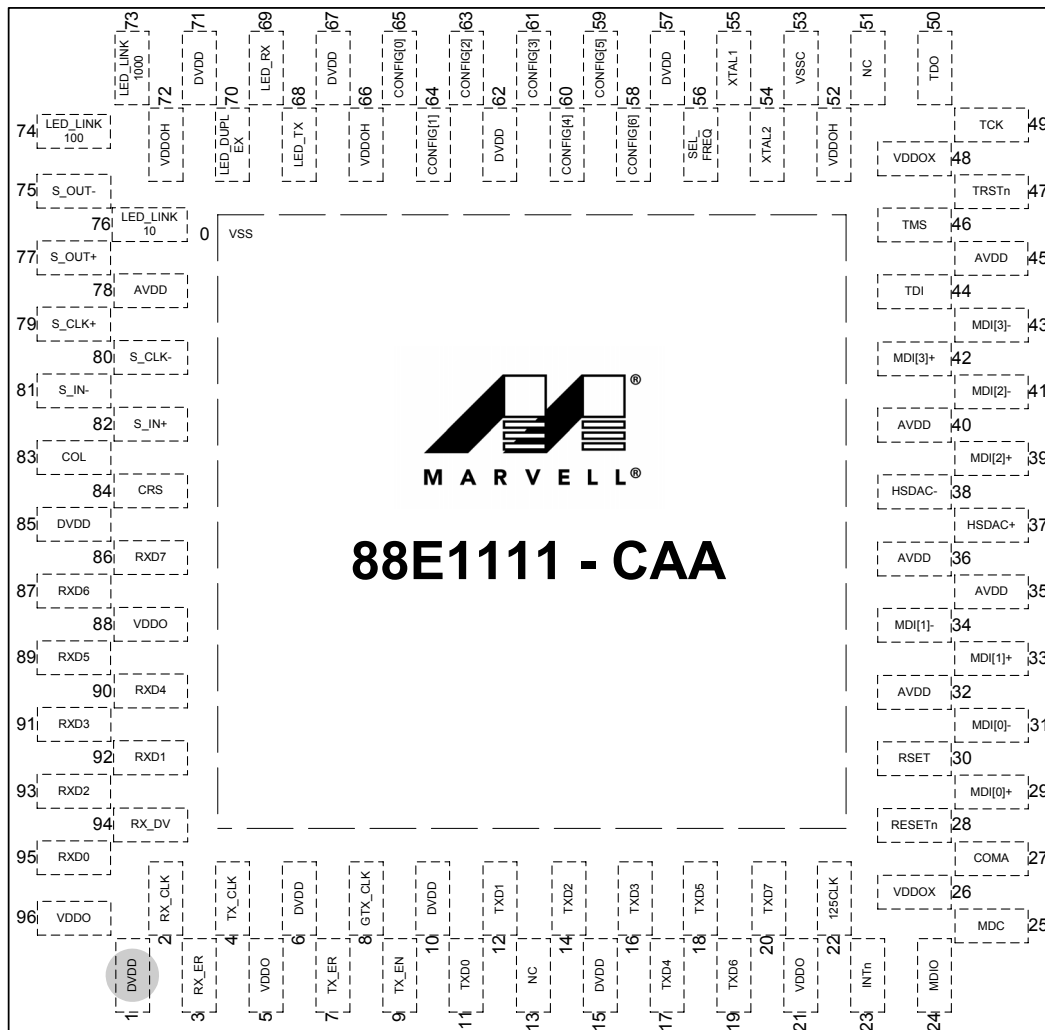 73 71 69 67 65 63 61 59 57 55 53 51 50
LED_LINK
1000
DVDD
LED_RX
DVDD
CONFIG[0]
CONFIG[2]
CONFIG[3]
CONFIG[5]
DVDD
XTAL1
VSSC
NC
TDO
72 70 68 66 64 62 60 58 56 54 52
VDDOH
LED_DUPL
EX
LED_TX
VDDOH
CONFIG[1]
DVDD
CONFIG[4]
CONFIG[6]
SEL_
FREQ
XTAL2
VDDOH
74 LED_LINK
100
75 S_OUT-
76 LED_LINK
10
77 S_OUT+
78 AVDD
79 S_CLK+
80 S_CLK-
81 S_IN-
82 S_IN+
83 COL
84 CRS
85 DVDD
86 RXD7
87 RXD6
88 VDDO
89 RXD5
90 RXD4
91 RXD3
92 RXD1
93 RXD2
94 RX_DV
95 RXD0
96 VDDO
0 VSS
®
MARVELL®
88E1111 - CAA
TCK 49
VDDOX 48
TRSTn 47
TMS 46
AVDD 45
TDI 44
MDI[3]- 43
MDI[3]+ 42
MDI[2]- 41
AVDD 40
MDI[2]+ 39
HSDAC- 38
HSDAC+ 37
AVDD 36
AVDD 35
MDI[1]- 34
MDI[1]+ 33
AVDD 32
MDI[0]- 31
RSET 30
MDI[0]+ 29
RESETn 28
COMA 27
VDDOX 26
MDC 25
RX_CLK
TX_CLK
DVDD
GTX_CLK
DVDD
TXD1
TXD2
TXD3
TXD5
TXD7
125CLK
2 4 6 8 10 12 14 16 18 20 22
DVDD
RX_ER
VDDO
TX_ER
TX_EN
TXD0
NC
DVDD
TXD4
TXD6
VDDO
INTn
MDIO
1 3 5 7 9 11 13 15 17 19 21 23 24